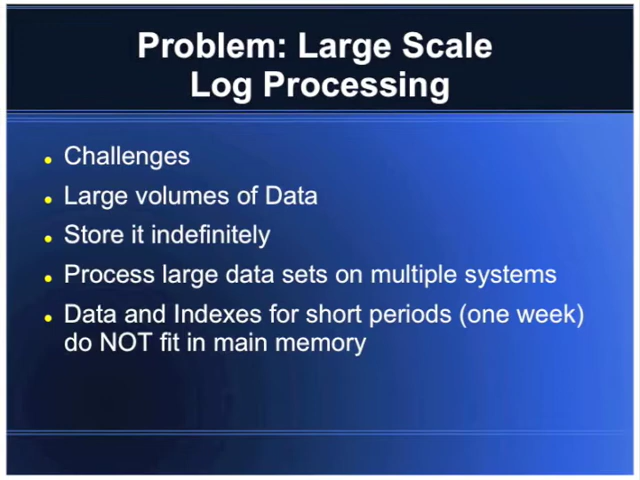 Problem: Large Scale
Log Processing
Challenges
Large volumes of Data
Store it indefinitely
Process large data sets on multiple systems
Data and Indexes for short periods (one week)
do NOT fit in main memory